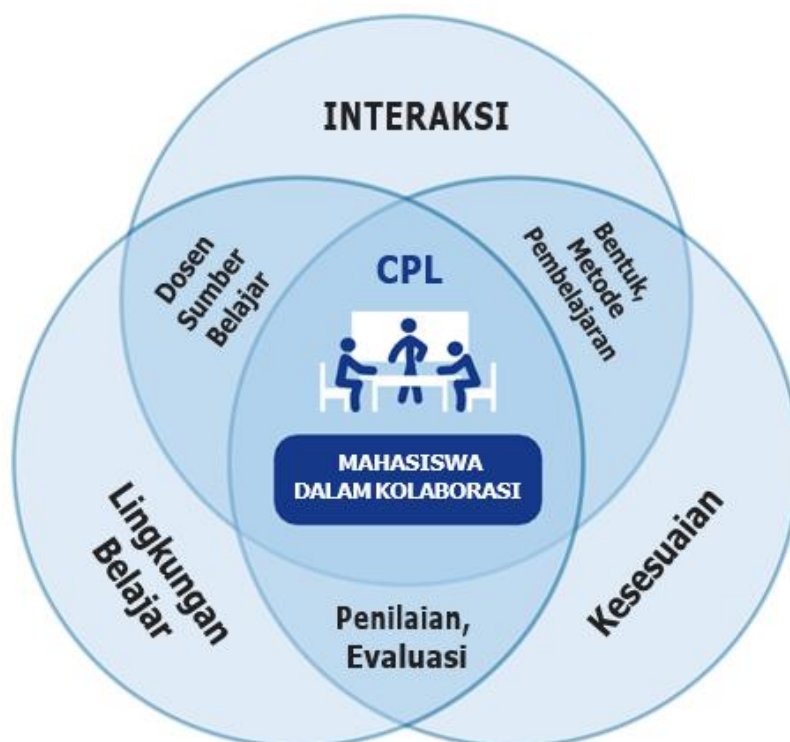 INTERAKSI
Dosen
Sumber
Belajar
CPL
Bentuk,
Metode
Pembelajaran
MAHASISWA
DALAM KOLABORASI
Lingkungan
Belajar
Penilaian,
Evaluasi
Kesesuaian